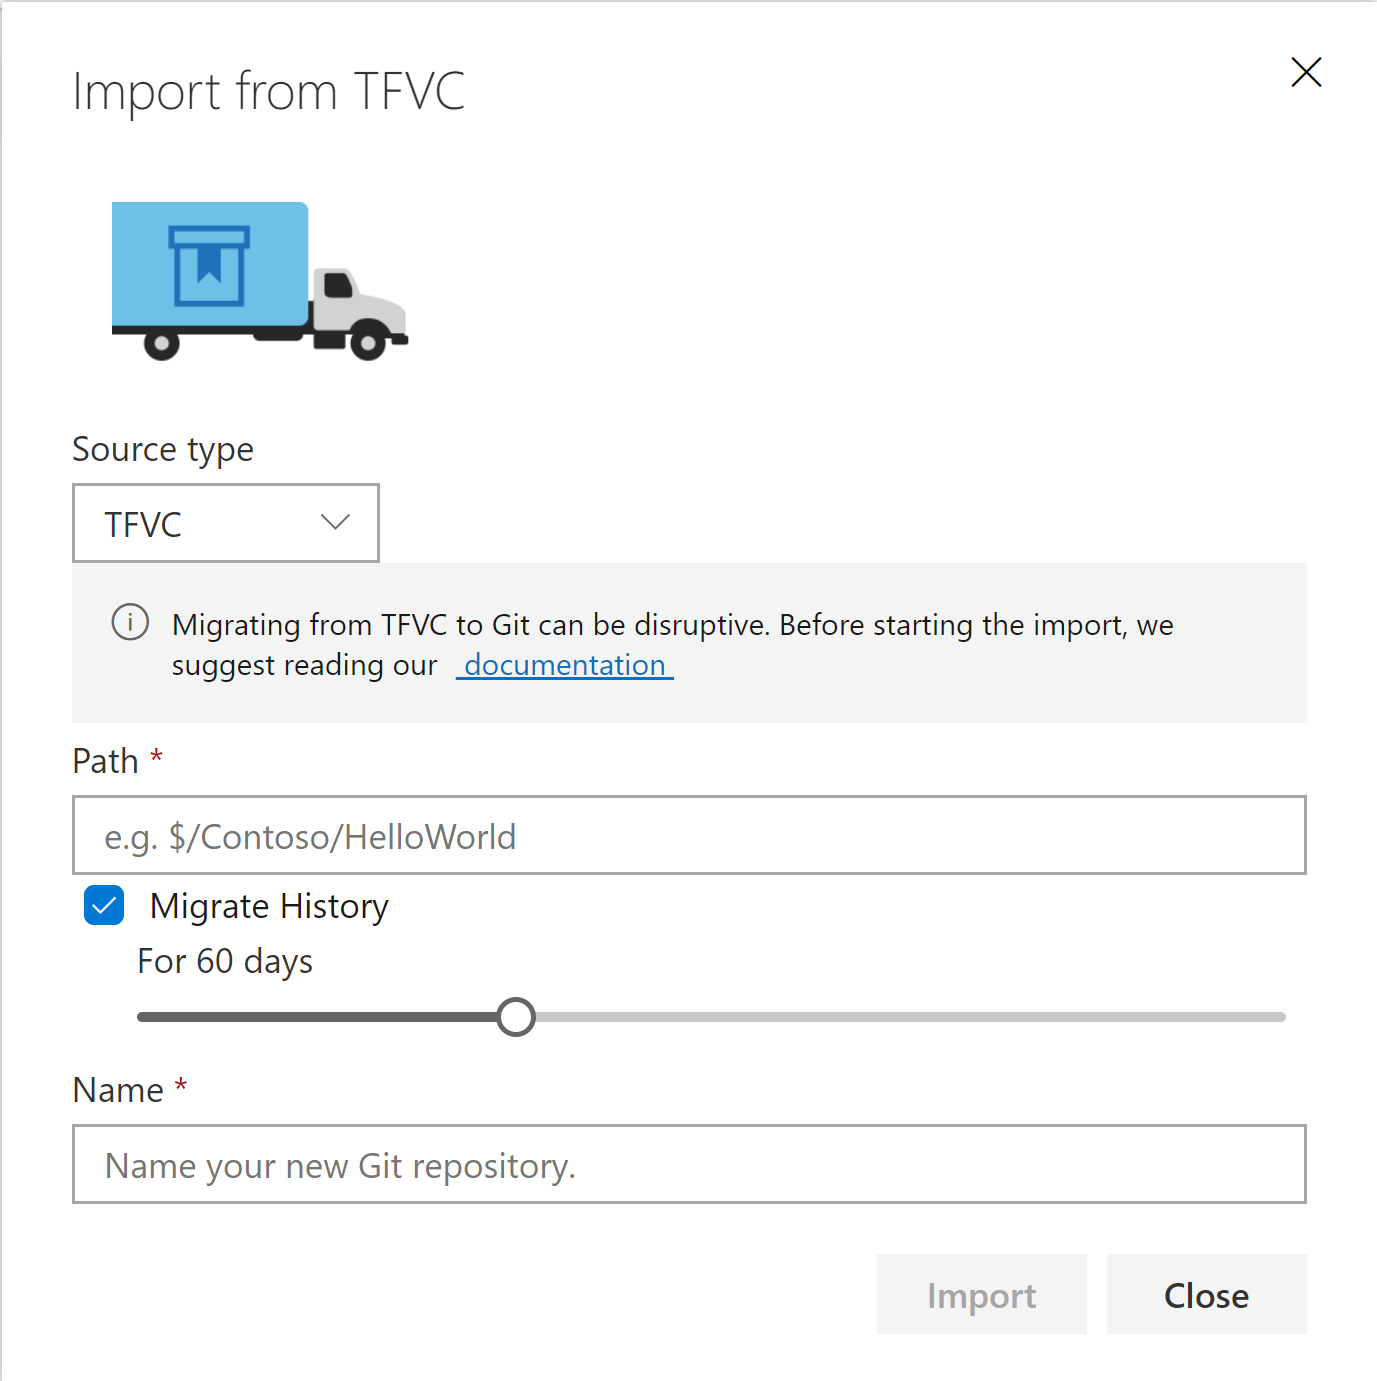 Import from TFVC
Source type
TFVC
Migrating from TFVC to Git can be disruptive. Before starting the import, we
suggest reading our documentation
Path *
e.g. $/Contoso/HelloWorld
Migrate History
For 60 days
Name *
Name your new Git repository.
Import Close